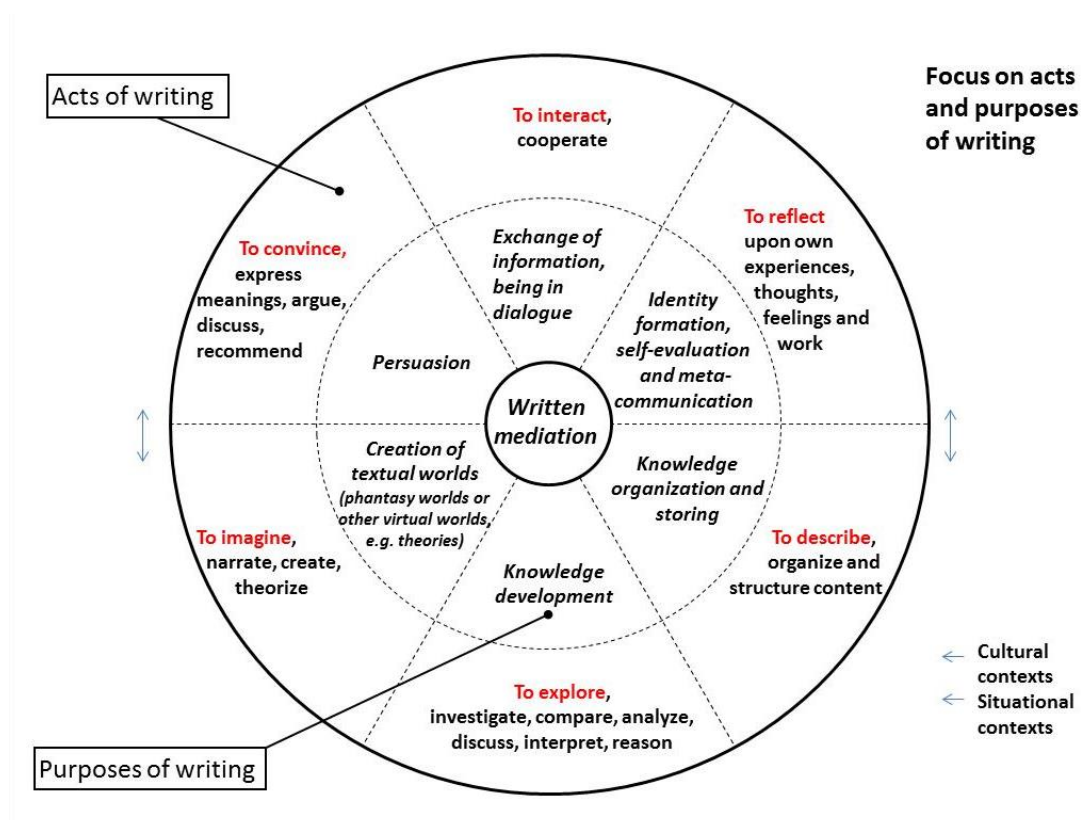 Focus on acts
and purposes
of writing
Acts of writing
To interact,
cooperate
Exchange of
information,
being in
dialogue
To reflect
upon own
experiences,
thoughts,
feelings and
work
Identity
formation,
self-evaluation
and meta-
communication
To convince,
express
meanings, argue,
discuss,
recommend
Persuasion
Written
mediation
Creation of
textual worlds
(phantasy worlds or
other virtual worlds,
e.g. theories)
Knowledge
organization and
storing
To imagine,
narrate, create,
theorize
To describe,
organize and
structure content
Knowledge
development
To explore,
investigate, compare, analyze,
discuss, interpret, reason
Cultural
contexts
Situational
contexts
Purposes of writing